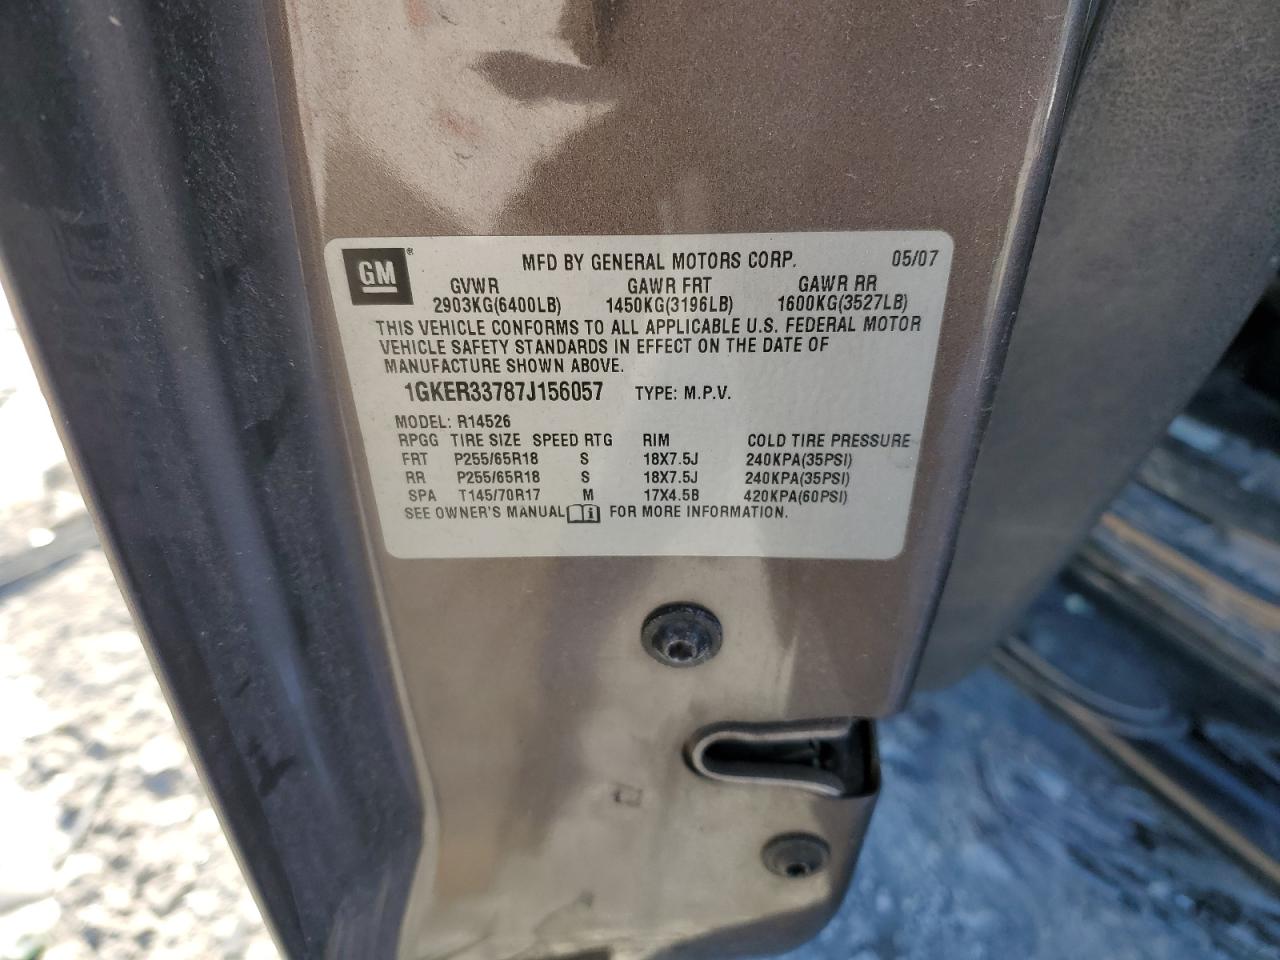 GM®
MFD BY GENERAL MOTORS CORP. 05/07
GVWR GAWR FRT GAWR RR
2903KG(6400LB) 1450KG(3196LB) 1600KG(3527LB)
THIS VEHICLE CONFORMS TO ALL APPLICABLE U.S. FEDERAL MOTOR
VEHICLE SAFETY STANDARDS IN EFFECT ON THE DATE OF
MANUFACTURE SHOWN ABOVE.
1GKER33787J156057 TYPE: M.P.V.
MODEL: R14526
RPGG TIRE SIZE SPEED RTG RIM COLD TIRE PRESSURE
FRT P255/65R18 S 18X7.5J 240KPA(35PSI)
RR P255/65R18 S 18X7.5J 240KPA(35PSI)
SPA T145/70R17 M 17X4.5B 420KPA(60PSI)
SEE OWNER'S MANUAL FOR MORE INFORMATION.